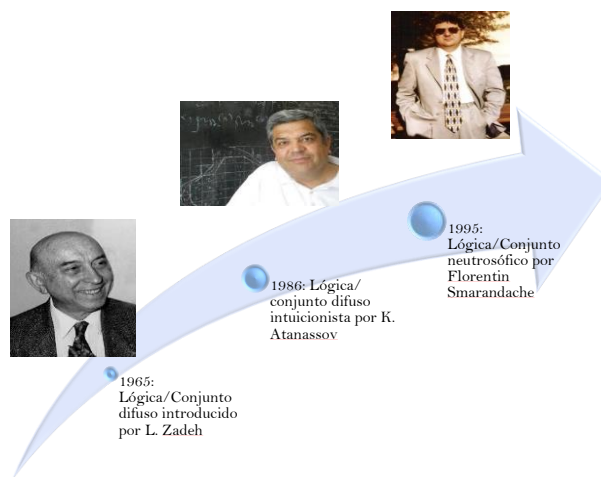 1995:
Lógica/Conjunto
neutrosófico por
Florentin
Smarandache
1986: Lógica/
conjunto difuso
intuicionista por K.
Atanassov
1965:
Lógica/Conjunto
difuso introducido
por L. Zadeh